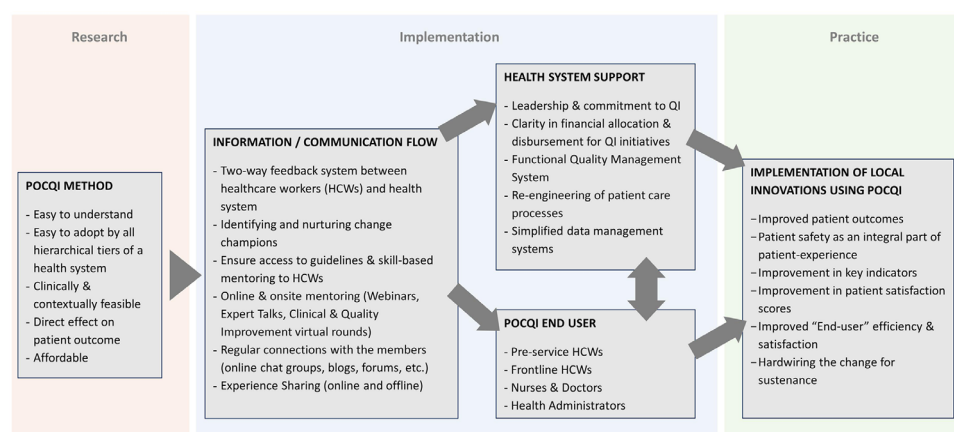 Research
Implementation
Practice
POCQI METHOD
- Easy to understand
- Easy to adopt by all
hierarchical tiers of a
health system
- Clinically &
contextually feasible
- Direct effect on
patient outcome
- Affordable
INFORMATION / COMMUNICATION FLOW
- Two-way feedback system between
healthcare workers (HCWs) and health
system
- Identifying and nurturing change
champions
- Ensure access to guidelines & skill-based
mentoring to HCWs
- Online & onsite mentoring (Webinars,
Expert Talks, Clinical & Quality
Improvement virtual rounds)
- Regular connections with the members
(online chat groups, blogs, forums, etc.)
- Experience Sharing (online and offline)
HEALTH SYSTEM SUPPORT
- Leadership & commitment to QI
- Clarity in financial allocation &
disbursement for QI initiatives
- Functional Quality Management
System
- Re-engineering of patient care
processes
- Simplified data management
systems
POCQI END USER
- Pre-service HCWs
- Frontline HCWs
- Nurses & Doctors
- Health Administrators
IMPLEMENTATION OF LOCAL
INNOVATIONS USING POCQI
– Improved patient outcomes
– Patient safety as an integral part of
patient-experience
– Improvement in key indicators
– Improvement in patient satisfaction
scores
– Improved “End-user” efficiency &
satisfaction
– Hardwiring the change for
sustenance